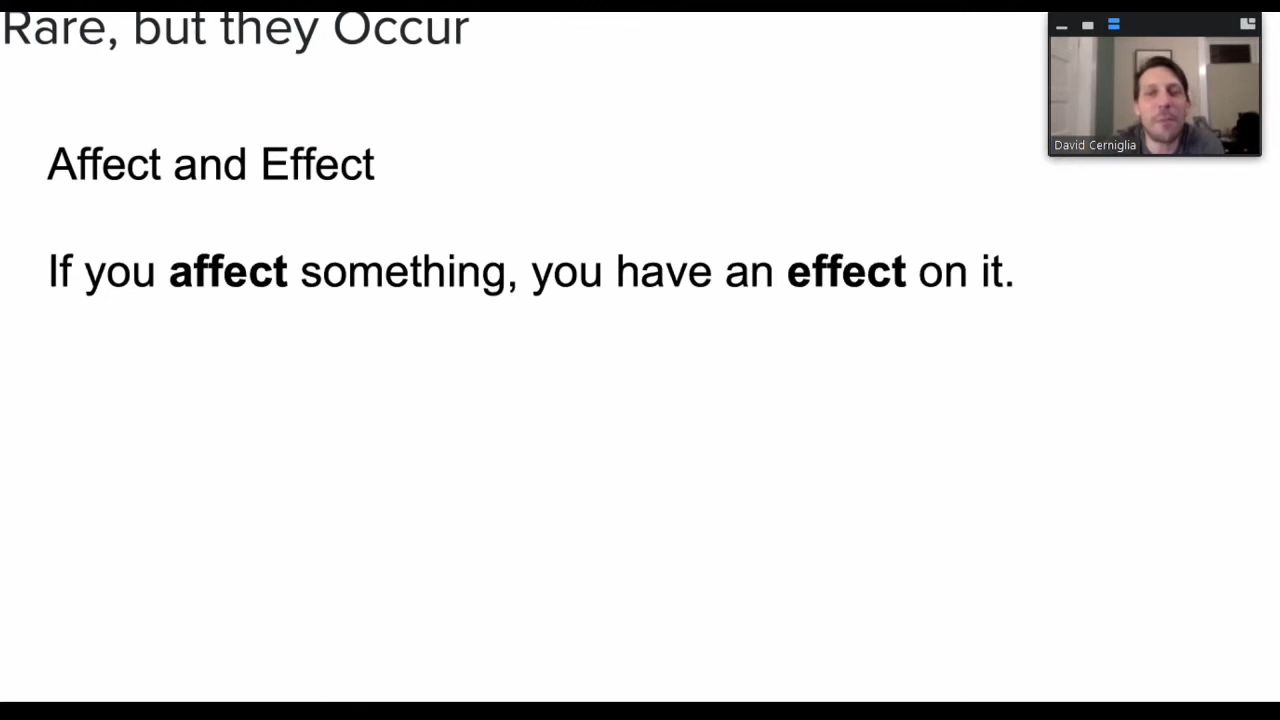 Rare, but they Occur
David Cerniglia
Affect and Effect
If you affect something, you have an effect on it.